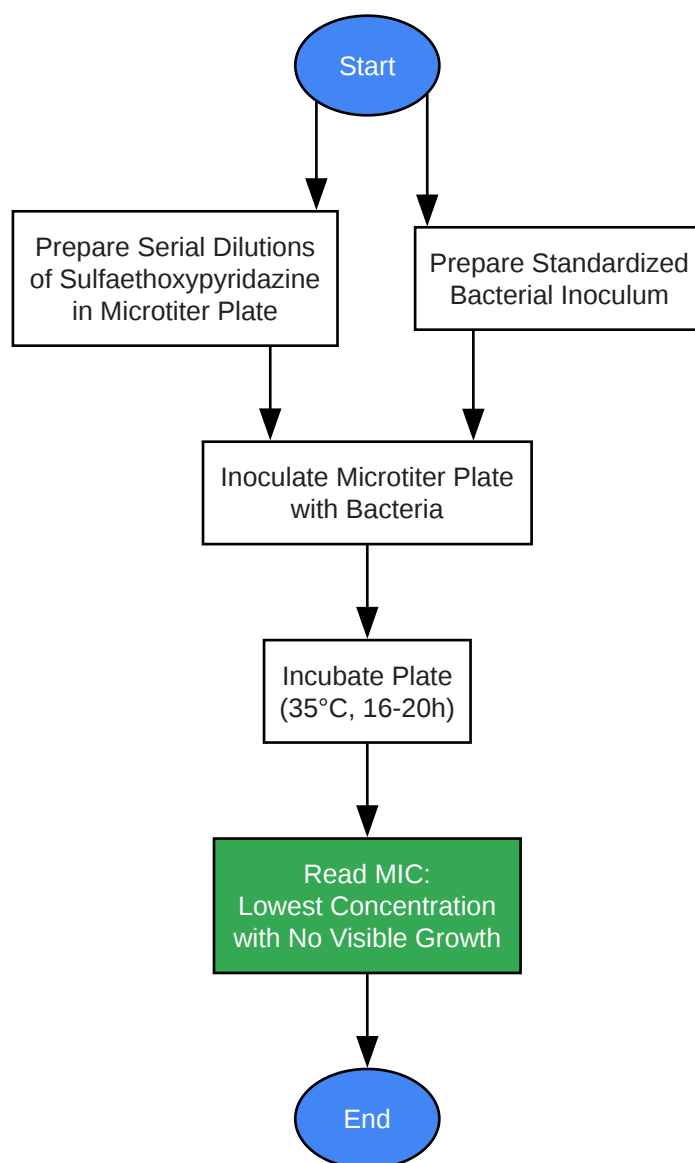 Start
Prepare Serial Dilutions
of Sulfaethoxypyridazine
in Microtiter Plate
Prepare Standardized
Bacterial Inoculum
Inoculate Microtiter Plate
with Bacteria
Incubate Plate
(35°C, 16-20h)
Read MIC:
Lowest Concentration
with No Visible Growth
End